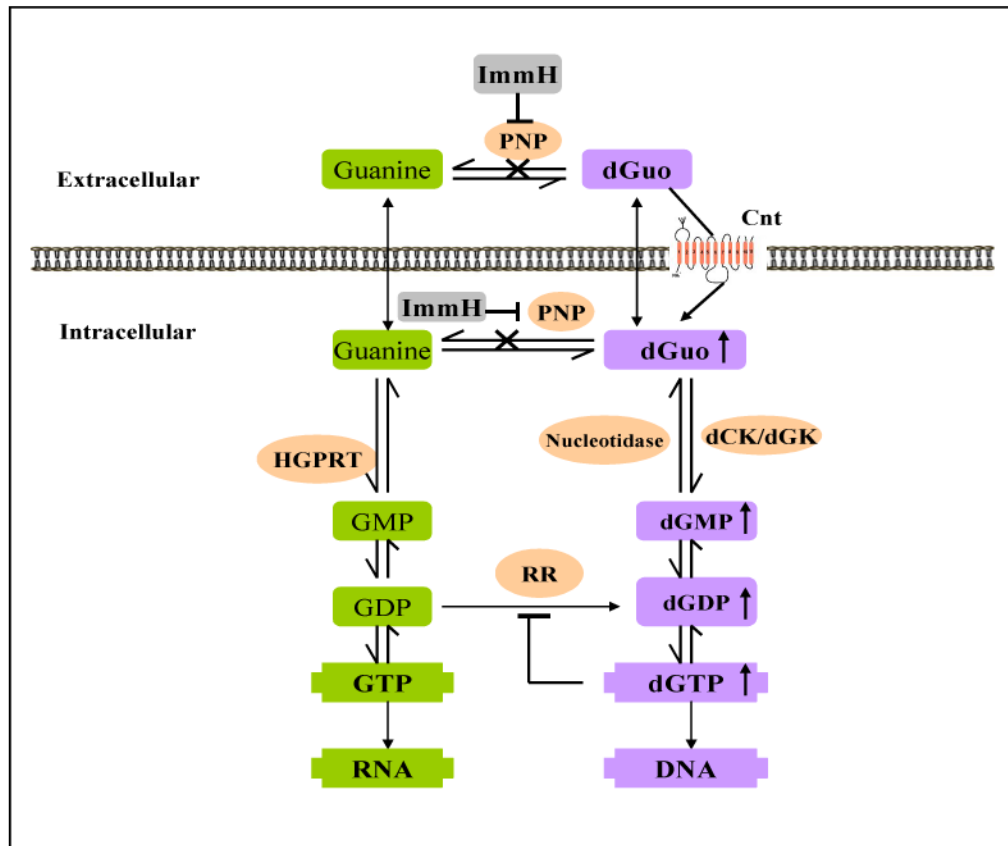 ImmH
PNP
Guanine
dGuo
Extracellular
Cnt
ImmH
PNP
Intracellular
Guanine
dGuo
Nucleotidase
dCK/dGK
HGPRT
GMP
dGMP
RR
GDP
dGDP
GTP
dGTP
RNA
DNA